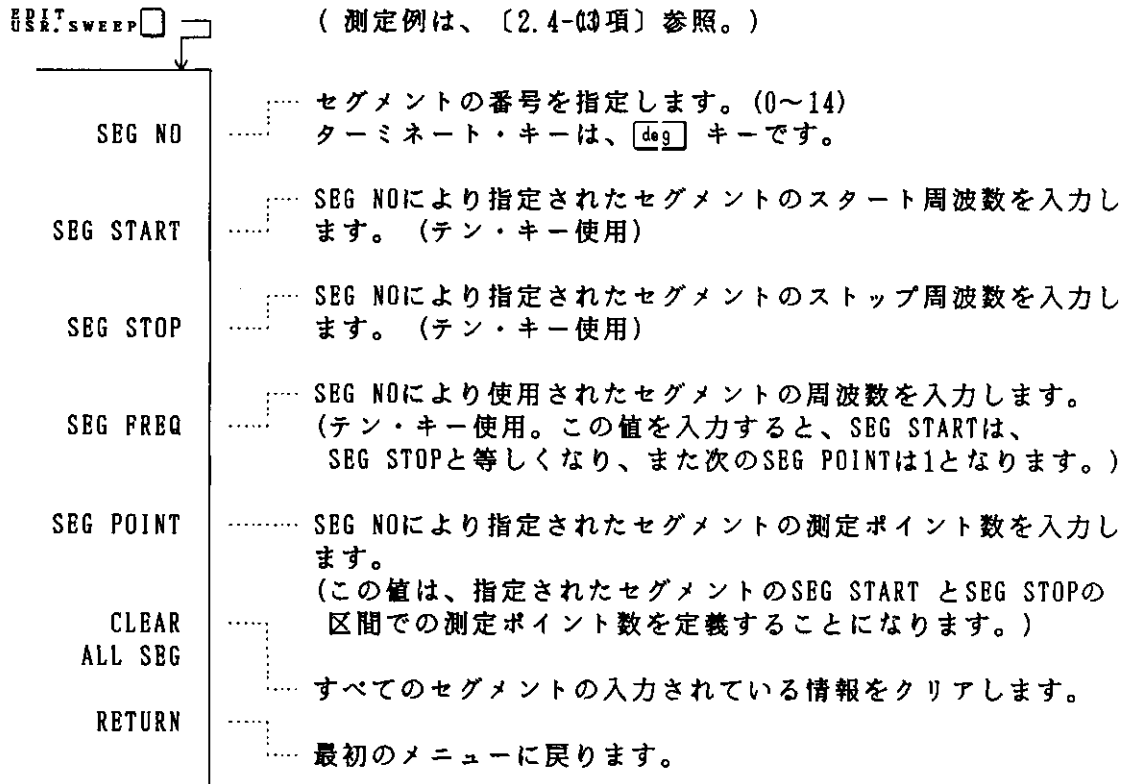 EDIT
USR. SWEEP ( 測定例は、〔2.4-(13)項〕参照。)
セグメントの番号を指定します。(0～14)
SEG NO ターミネート・キーは、deg キーです。
SEG NOにより指定されたセグメントのスタート周波数を入力し
SEG START ます。 (テン・キー使用)
SEG NOにより指定されたセグメントのストップ周波数を入力し
SEG STOP ます。 (テン・キー使用)
SEG NOにより使用されたセグメントの周波数を入力します。
SEG FREQ (テン・キー使用。この値を入力すると、SEG STARTは、
SEG STOPと等しくなり、また次のSEG POINTは1となります。)
SEG POINT SEG NOにより指定されたセグメントの測定ポイント数を入力し
ます。
(この値は、指定されたセグメントのSEG START とSEG STOPの
CLEAR 区間での測定ポイント数を定義することになります。)
ALL SEG
すべてのセグメントの入力されている情報をクリアします。
RETURN
最初のメニューに戻ります。